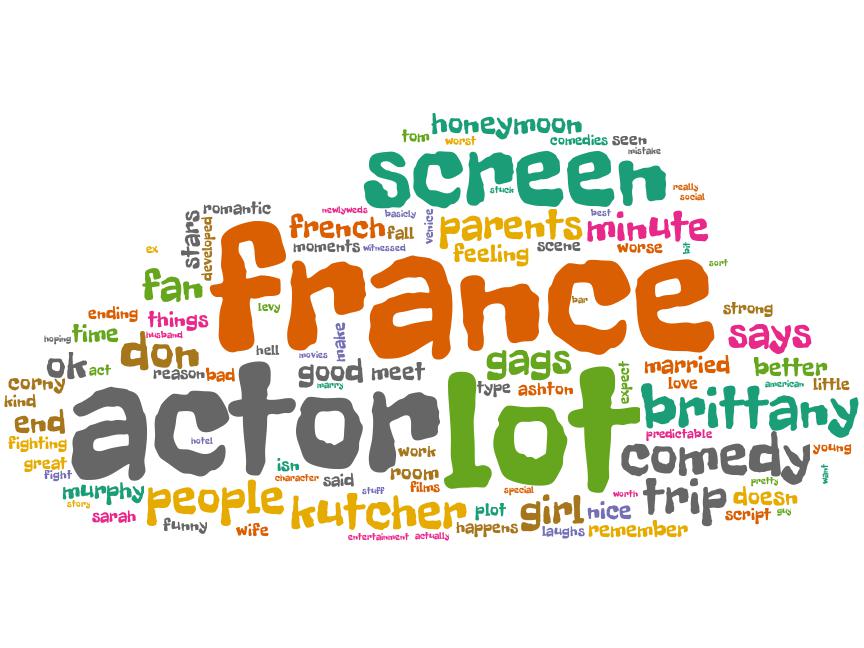 honeymoon
tom
worst
comedies
seen
mistake
screen
stuck
really
social
romantic
stars
developed
newlyweds
basicly
venice
best
french
fall
parents
minute
moments
witnessed
feeling
scene
worse
bit
ex
fan
france
bar
sort
levy
ending
things
husband
strong
says
hoping
time
don
hell
movies
make
gags
married
better
ok
act
reason
bad
good
meet
marry
type
ashton
expect
love
american
little
corny
kind
end
actor
lot
brittany
hotel
predictable
fighting
great
fight
isn
character
said
work
room
films
comedy
young
want
murphy
story
people
stuff
special
worth
trip
pretty
doesn
guy
sarah
funny
wife
kutcher
plot
happens
girl
nice
script
entertainment
actually
laughs
remember